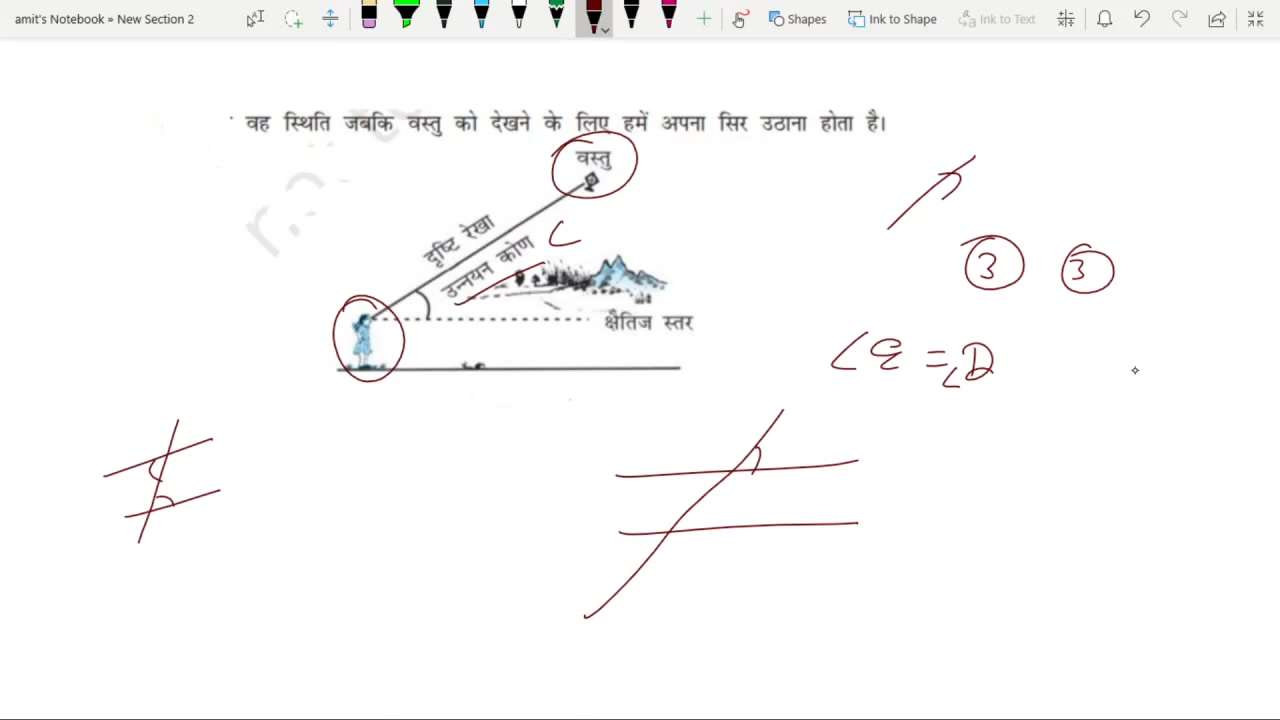 amit's Notebook » New Section 2
Shapes
Ink to Shape
Ink to Text
वह स्थिति जबकि वस्तु को देखने के लिए हमें अपना सिर उठाना होता है।
वस्तु
दृष्टि रेखा
उन्नयन कोण
क्षैतिज स्तर
3 3